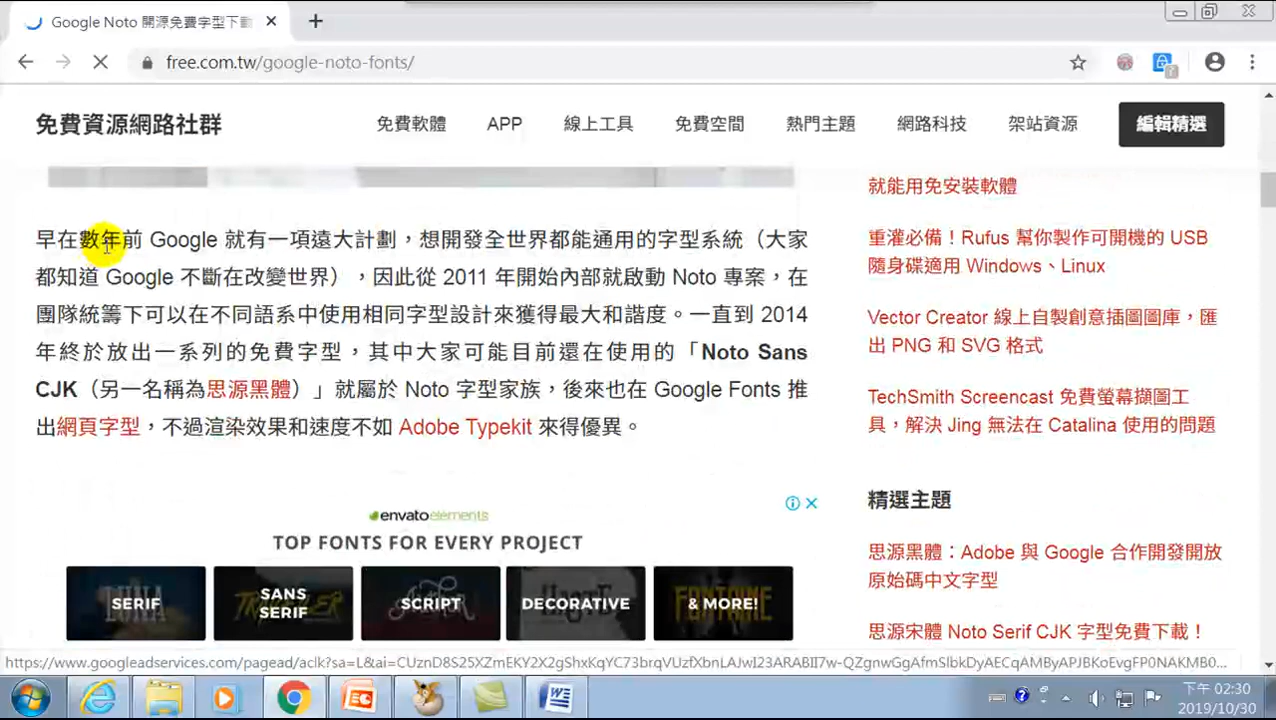 Google Noto 開源免費字型下載
free.com.tw/google-noto-fonts/
免費資源網路社群
免費軟體
APP
線上工具
免費空間
熱門主題
網路科技
架站資源
編輯精選
早在數年前 Google 就有一項遠大計劃，想開發全世界都能通用的字型系統（大家
都知道 Google 不斷在改變世界），因此從 2011 年開始內部就啟動 Noto 專案，在
團隊統籌下可以在不同語系中使用相同字型設計來獲得最大和諧度。一直到 2014
年終於放出一系列的免費字型，其中大家可能目前還在使用的「Noto Sans
CJK（另一名稱為思源黑體）」就屬於 Noto 字型家族，後來也在 Google Fonts 推
出網頁字型，不過渲染效果和速度不如 Adobe Typekit 來得優異。
envatoelements
TOP FONTS FOR EVERY PROJECT
SERIF
SANS
SERIF
SCRIPT
DECORATIVE
& MORE!
就能用免安裝軟體
重灌必備！Rufus 幫你製作可開機的 USB
隨身碟適用 Windows、Linux
Vector Creator 線上自製創意插圖圖庫，匯
出 PNG 和 SVG 格式
TechSmith Screencast 免費螢幕擷圖工
具，解決 Jing 無法在 Catalina 使用的問題
精選主題
思源黑體：Adobe 與 Google 合作開發開放
原始碼中文字型
思源宋體 Noto Serif CJK 字型免費下載！
https://www.googleadservices.com/pagead/aclk?sa=L&ai=CUznD8S25XZmEKY2X2gShxKqYC73brqVUzfXbnLAJwI23ARABII7w-QZgnwGgAfmSlbkDyAECqAMByAPJBKoEvgFP0NAKMB0...
下午 02:30
2019/10/30